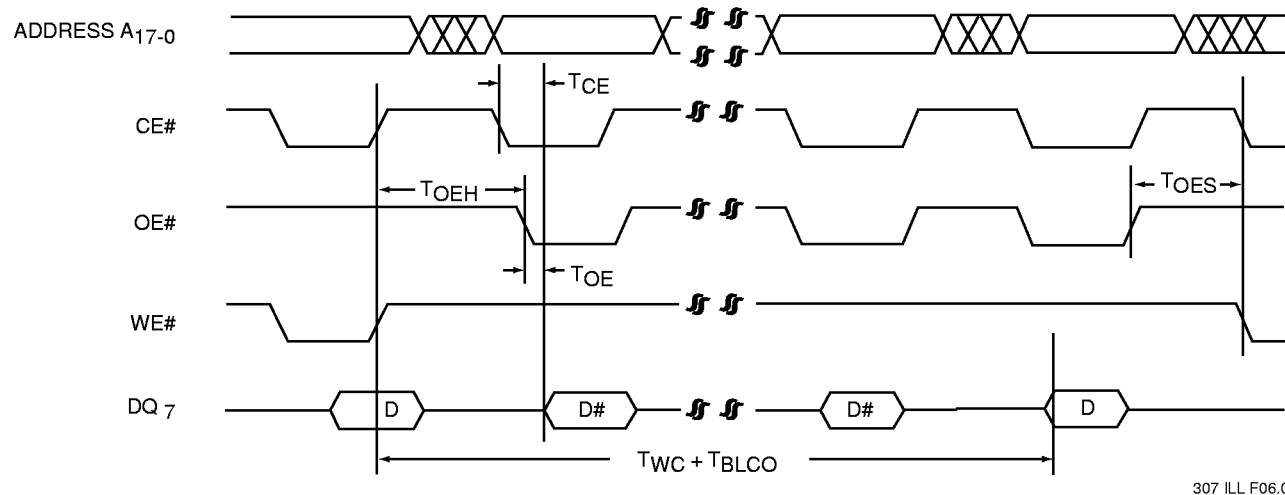 ADDRESS A17-0
TCE
CE#
TOEH
TOES
OE#
TOE
WE#
DQ 7
D
D#
D#
D
TWC + TBLCO
307 ILL F06.0